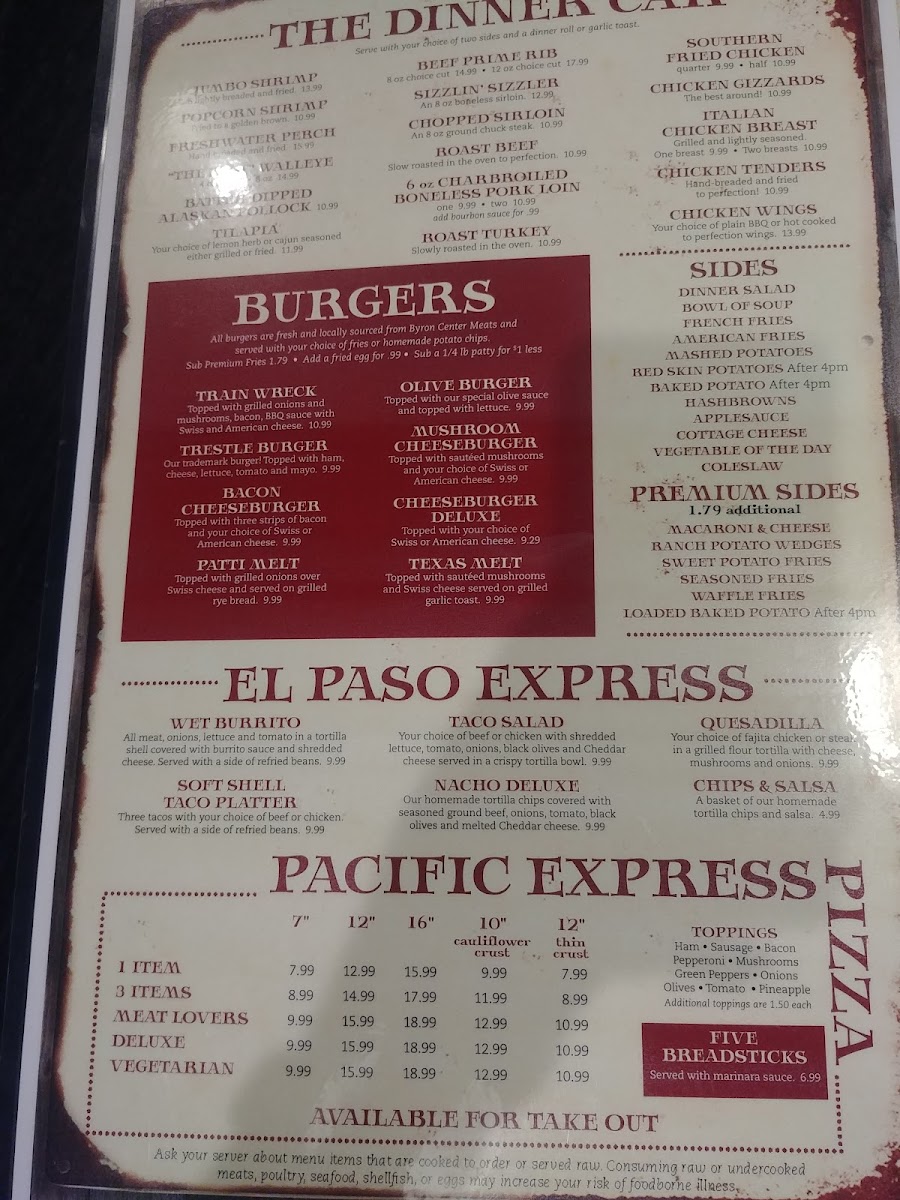 THE DINNER CAR
Serve with your choice of two sides and a dinner roll or garlic toast.
JUMBO SHRIMP
lightly breaded and fried. 13.99
POPCORN SHRIMP
Fried to a golden brown. 10.99
FRESHWATER PERCH
Hand breaded and fried. 15.99
WALLEYE
oz 14.99
BATTER DIPPED
ALASKAN POLLOCK 10.99
TILAPIA
Your choice of lemon herb or cajun seasoned
either grilled or fried. 11.99
BEEF PRIME RIB
8 oz choice cut 14.99 • 12 oz choice cut 17.99
SIZZLIN' SIZZLER
An 8 oz boneless sirloin. 12.99
CHOPPED SIRLOIN
An 8 oz ground chuck steak. 10.99
ROAST BEEF
Slow roasted in the oven to perfection. 10.99
6 oz CHARBROILED
BONELESS PORK LOIN
one 9.99 • two 10.99
add bourbon sauce for .99
ROAST TURKEY
Slowly roasted in the oven. 10.99
SOUTHERN
FRIED CHICKEN
quarter 9.99 • half 10.99
CHICKEN GIZZARDS
The best around! 10.99
ITALIAN
CHICKEN BREAST
Grilled and lightly seasoned.
One breast 9.99 • Two breasts 10.99
CHICKEN TENDERS
Hand-breaded and fried
to perfection! 10.99
CHICKEN WINGS
Your choice of plain BBQ or hot cooked
to perfection wings. 13.99
BURGERS
All burgers are fresh and locally sourced from Byron Center Meats and
served with your choice of fries or homemade potato chips.
Sub Premium Fries 1.79 • Add a fried egg for .99 • Sub a 1/4 lb patty for $1 less
TRAIN WRECK
Topped with grilled onions and
mushrooms, bacon, BBQ sauce with
Swiss and American cheese. 10.99
TRESTLE BURGER
Our trademark burger! Topped with ham,
cheese, lettuce, tomato and mayo. 9.99
BACON
CHEESEBURGER
Topped with three strips of bacon
and your choice of Swiss or
American cheese. 9.99
PATTI MELT
Topped with grilled onions over
Swiss cheese and served on grilled
rye bread. 9.99
OLIVE BURGER
Topped with our special olive sauce
and topped with lettuce. 9.99
MUSHROOM
CHEESEBURGER
Topped with sautéed mushrooms
and your choice of Swiss or
American cheese. 9.99
CHEESEBURGER
DELUXE
Topped with your choice of
Swiss or American cheese. 9.29
TEXAS MELT
Topped with sautéed mushrooms
and Swiss cheese served on grilled
garlic toast. 9.99
SIDES
DINNER SALAD
BOWL OF SOUP
FRENCH FRIES
AMERICAN FRIES
MASHED POTATOES
RED SKIN POTATOES After 4pm
BAKED POTATO After 4pm
HASHBROWNS
APPLESAUCE
COTTAGE CHEESE
VEGETABLE OF THE DAY
COLESLAW
PREMIUM SIDES
1.79 additional
MACARONI & CHEESE
RANCH POTATO WEDGES
SWEET POTATO FRIES
SEASONED FRIES
WAFFLE FRIES
LOADED BAKED POTATO After 4pm
EL PASO EXPRESS
WET BURRITO
All meat, onions, lettuce and tomato in a tortilla
shell covered with burrito sauce and shredded
cheese. Served with a side of refried beans. 9.99
SOFT SHELL
TACO PLATTER
Three tacos with your choice of beef or chicken.
Served with a side of refried beans. 9.99
TACO SALAD
Your choice of beef or chicken with shredded
lettuce, tomato, onions, black olives and Cheddar
cheese served in a crispy tortilla bowl. 9.99
NACHO DELUXE
Our homemade tortilla chips covered with
seasoned ground beef, onions, tomato, black
olives and melted Cheddar cheese. 9.99
QUESADILLA
Your choice of fajita chicken or steak
in a grilled flour tortilla with cheese,
mushrooms and onions. 9.99
CHIPS & SALSA
A basket of our homemade
tortilla chips and salsa. 4.99
PACIFIC EXPRESS
PIZZA
7" 12" 16" 10" 12"
cauliflower thin
crust crust
1 ITEM 7.99 12.99 15.99 9.99 7.99
3 ITEMS 8.99 14.99 17.99 11.99 8.99
MEAT LOVERS 9.99 15.99 18.99 12.99 10.99
DELUXE 9.99 15.99 18.99 12.99 10.99
VEGETARIAN 9.99 15.99 18.99 12.99 10.99
TOPPINGS
Ham • Sausage • Bacon
Pepperoni • Mushrooms
Green Peppers • Onions
Olives • Tomato • Pineapple
Additional toppings are 1.50 each
FIVE
BREADSTICKS
Served with marinara sauce. 6.99
AVAILABLE FOR TAKE OUT
Ask your server about menu items that are cooked to order or served raw. Consuming raw or undercooked
meats, poultry, seafood, shellfish, or eggs may increase your risk of foodborne illness.